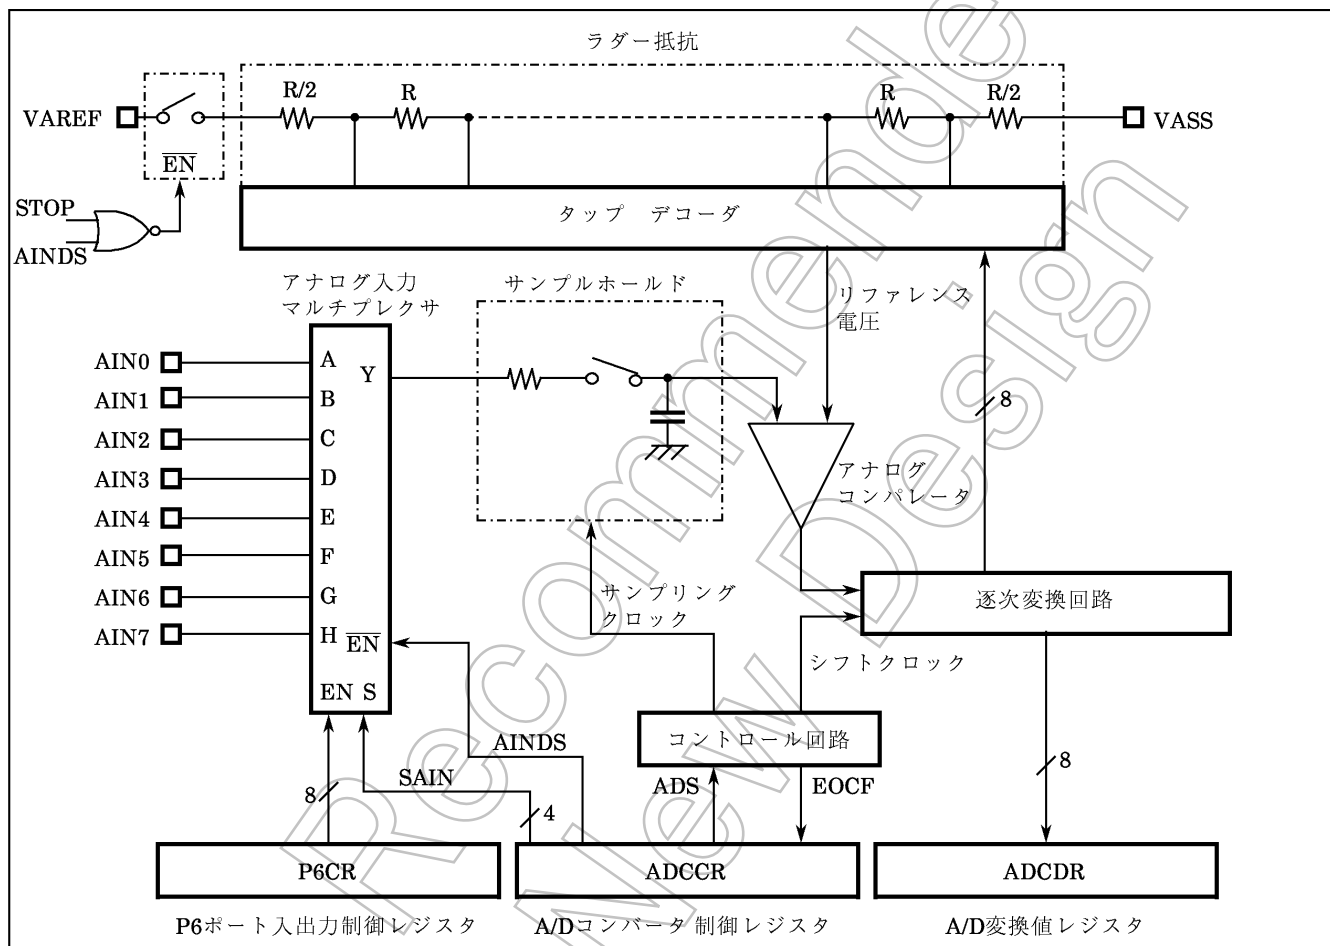 ラダー抵抗
R/2
R
R
R/2
VAREF
VASS
EN
STOP
AINDS
タップ　デコーダ
アナログ入力
マルチプレクサ
サンプルホールド
リファレンス
電圧
AIN0
AIN1
AIN2
AIN3
AIN4
AIN5
AIN6
AIN7
A
B
C
D
E
F
G
H
Y
EN
EN S
8
アナログ
コンパレータ
サンプリング
クロック
逐次変換回路
シフトクロック
コントロール回路
AINDS
SAIN
8
4
ADS
EOCF
8
P6CR
ADCCR
ADCDR
P6ポート入出力制御レジスタ
A/Dコンバータ 制御レジスタ
A/D変換値レジスタ
Recommende
New Design